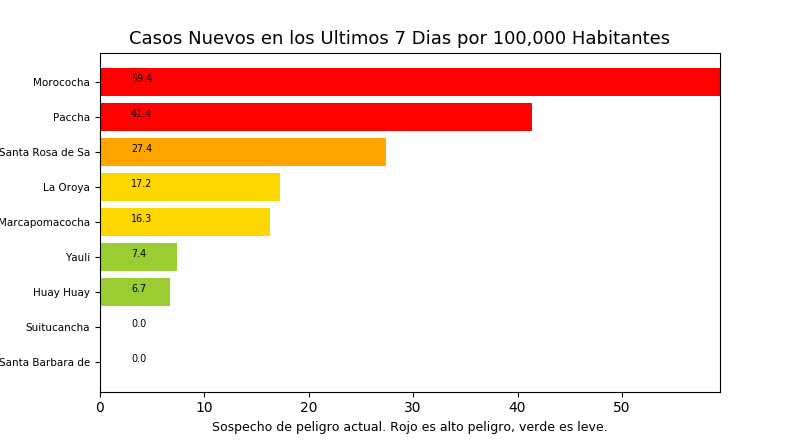 Casos Nuevos en los Ultimos 7 Dias por 100,000 Habitantes
Morococha 59.4
Paccha 41.4
Santa Rosa de Sa 27.4
La Oroya 17.2
Marcapomacocha 16.3
Yauli 7.4
Huay Huay 6.7
Suitucancha 0.0
Santa Barbara de 0.0
0 10 20 30 40 50
Sospecho de peligro actual. Rojo es alto peligro, verde es leve.